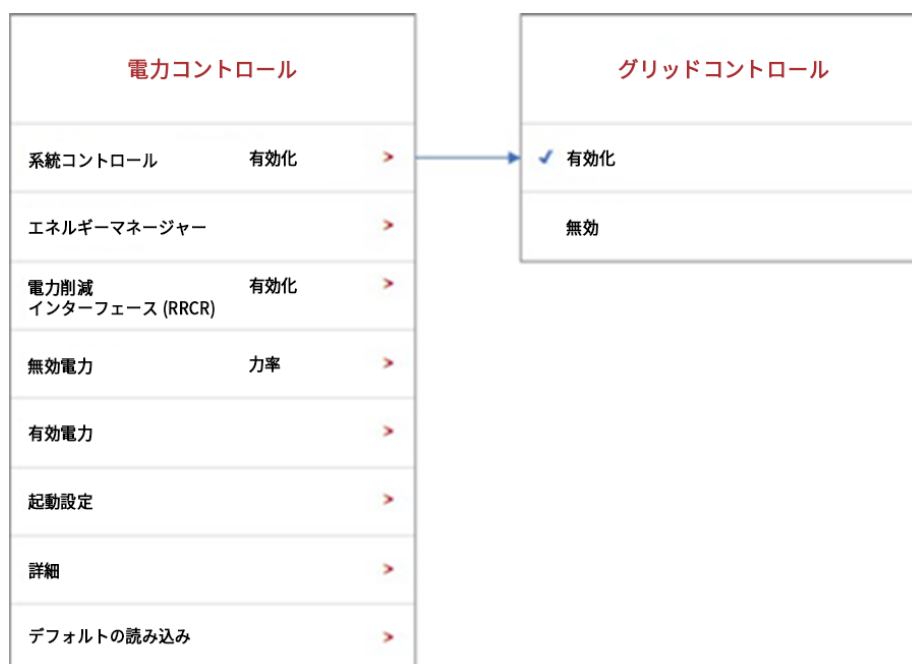 電力コントロール
系統コントロール 有効化 >
エネルギーマネージャー >
電力削減 有効化 >
インターフェース (RRCR)
無効電力 力率 >
有効電力 >
起動設定 >
詳細 >
デフォルトの読み込み >
グリッドコントロール
✓ 有効化
無効